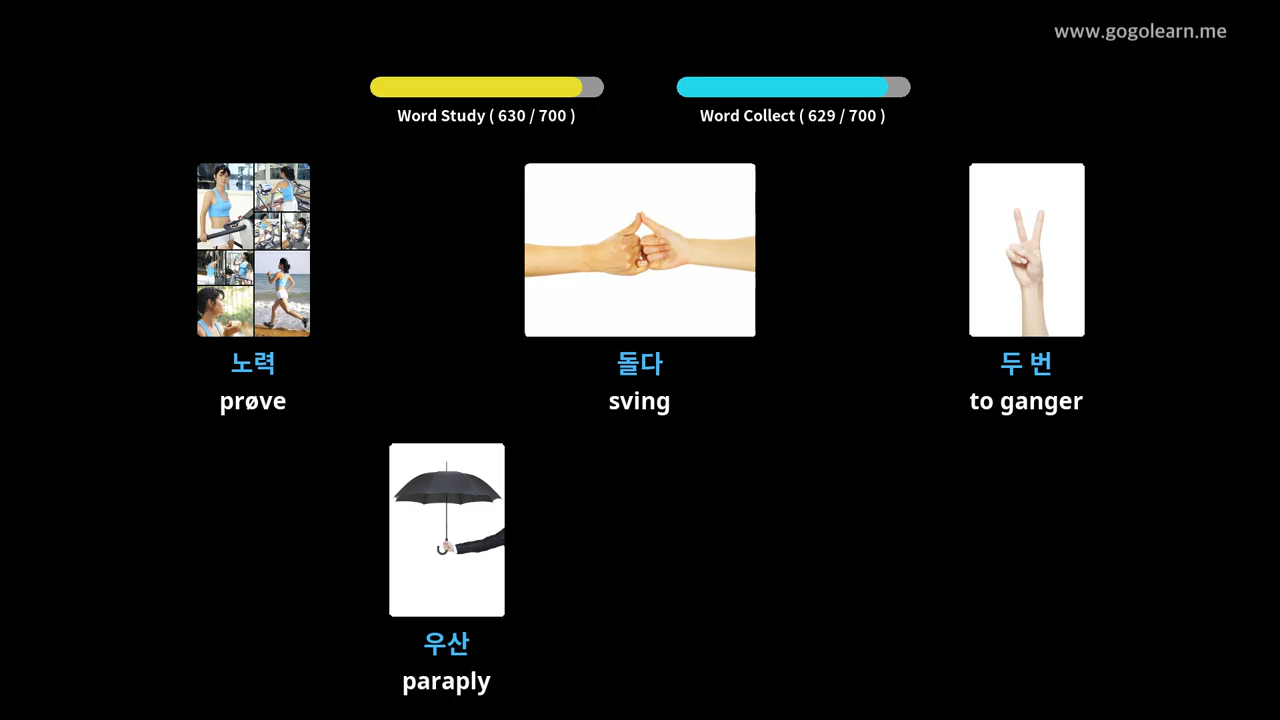 www.gogolearn.me
Word Study ( 630 / 700 )
Word Collect ( 629 / 700 )
노력
prøve
돌다
sving
두 번
to ganger
우산
paraply